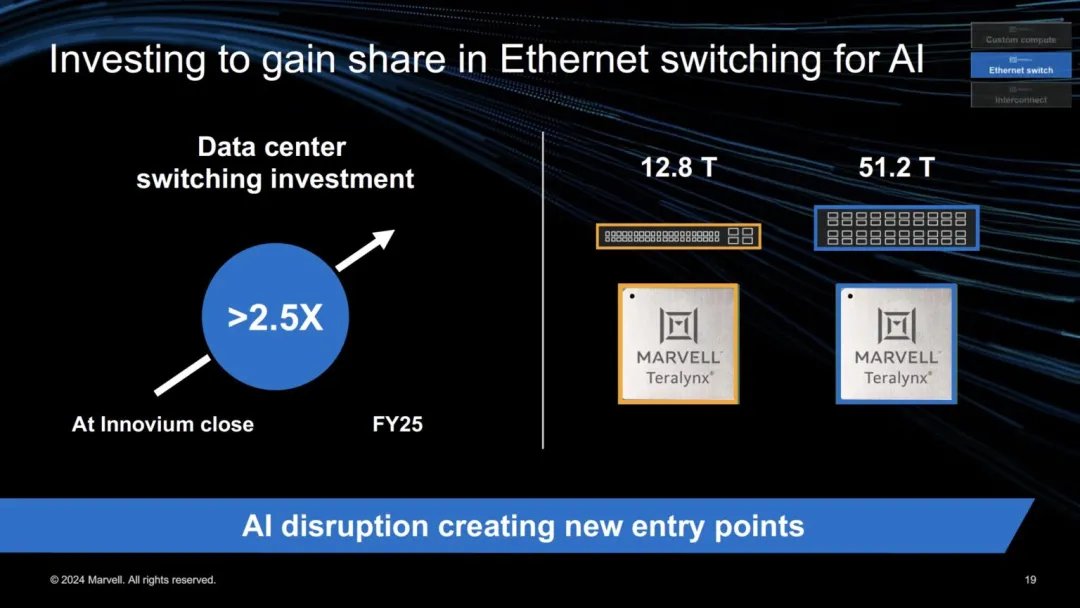 Investing to gain share in Ethernet switching for AI
Custom compute
Ethernet switch
Interconnect
Data center
switching investment
>2.5X
At Innovium close
FY25
12.8 T
51.2 T
MARVELL
Teralynx®
MARVELL
Teralynx®
AI disruption creating new entry points
© 2024 Marvell. All rights reserved.
19